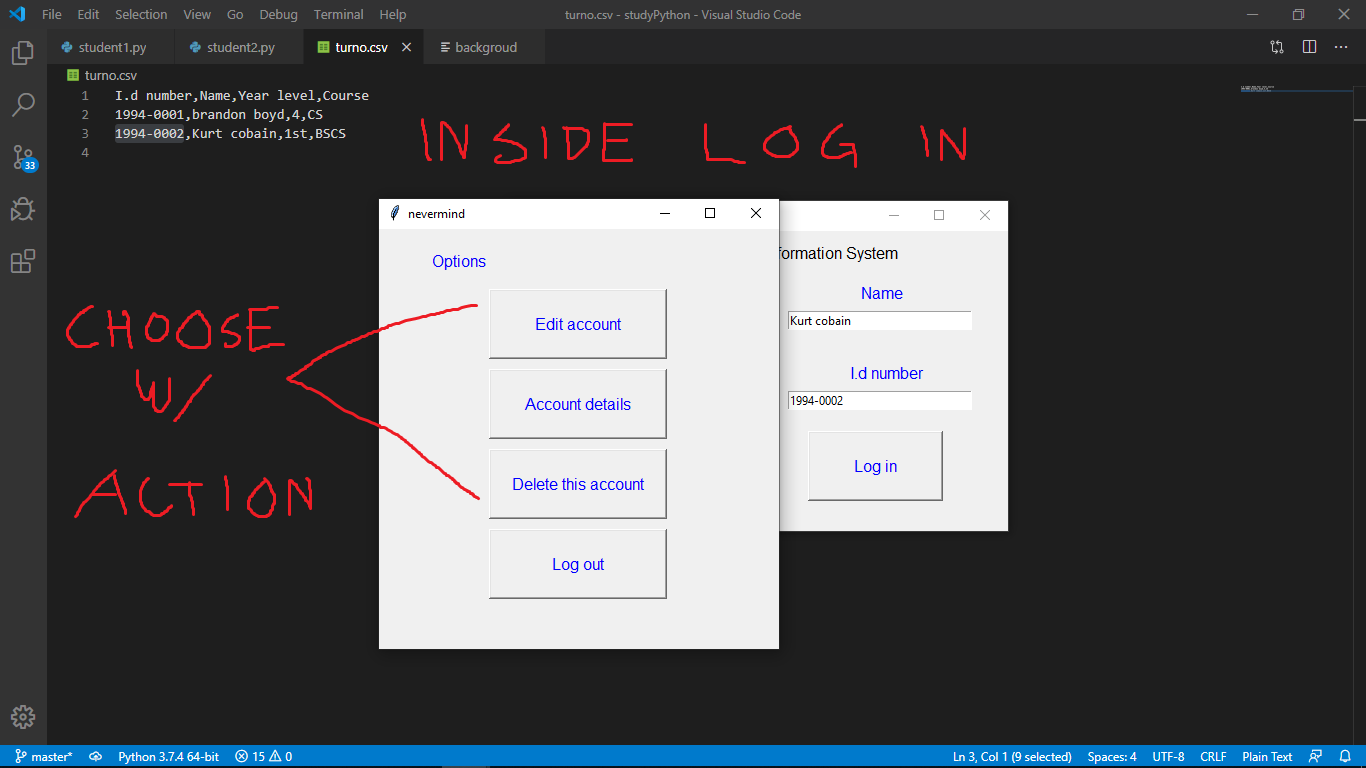 File Edit Selection View Go Debug Terminal Help turno.csv - studyPython - Visual Studio Code
student1.py student2.py turno.csv backgroud
turno.csv
1 I.d number,Name,Year level,Course
2 1994-0001,brandon boyd,4,CS
3 1994-0002,Kurt cobain,1st,BSCS
4
INSIDE LOG IN
33
nevermind
Options
Edit account
Account details
Delete this account
Log out
formation System
Name
Kurt cobain
I.d number
1994-0002
Log in
CHOOSE
W/
ACTION
master* Python 3.7.4 64-bit 15 0 Ln 3, Col 1 (9 selected) Spaces: 4 UTF-8 CRLF Plain Text